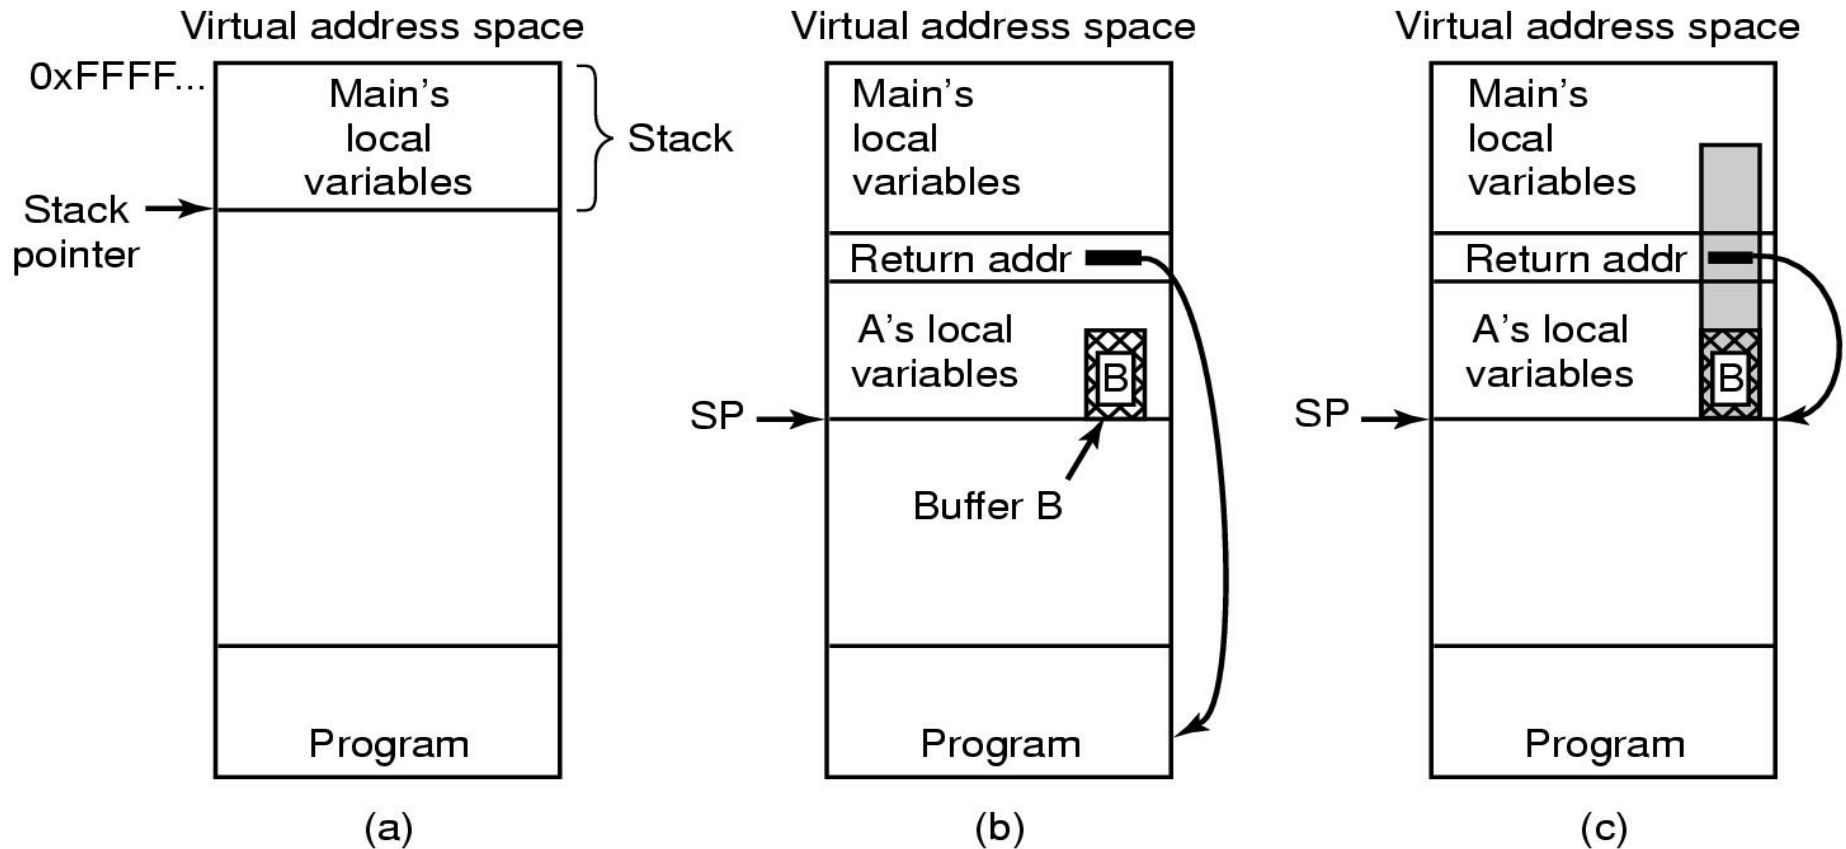 Virtual address space
0xFFFF...
Main's
local
variables
Stack
Stack
pointer
Program
(a)
Virtual address space
Main's
local
variables
Return addr
A's local
variables
B
SP
Buffer B
Program
(b)
Virtual address space
Main's
local
variables
Return addr
A's local
variables
B
SP
Program
(c)